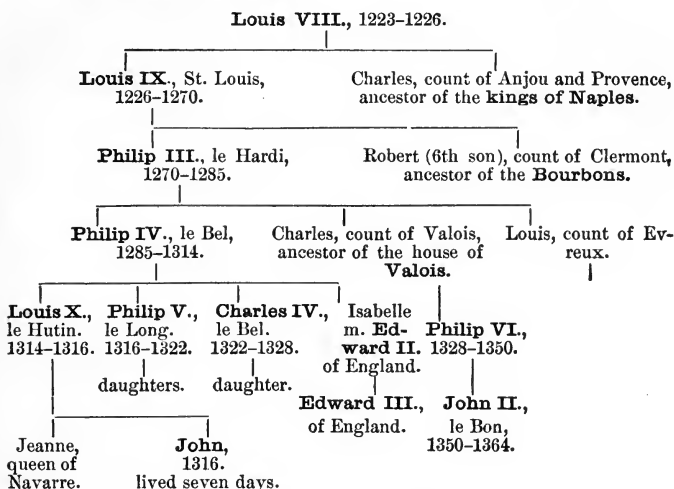 Louis VIII., 1223–1226.
Louis IX., St. Louis,
1226–1270.
Charles, count of Anjou and Provence,
ancestor of the kings of Naples.
Philip III., le Hardi,
1270–1285.
Robert (6th son), count of Clermont,
ancestor of the Bourbons.
Philip IV., le Bel,
1285–1314.
Charles, count of Valois,
ancestor of the house of
Valois.
Louis, count of Ev-
reux.
Louis X.,
le Hutin.
1314–1316.
Philip V.,
le Long.
1316–1322.
Charles IV.,
le Bel.
1322–1328.
Isabelle
m. Ed-
ward II.
of England.
Philip VI.,
1328–1350.
daughters.
daughter.
Edward III.,
of England.
John II.,
le Bon,
1350–1364.
Jeanne,
queen of
Navarre.
John,
1316.
lived seven days.